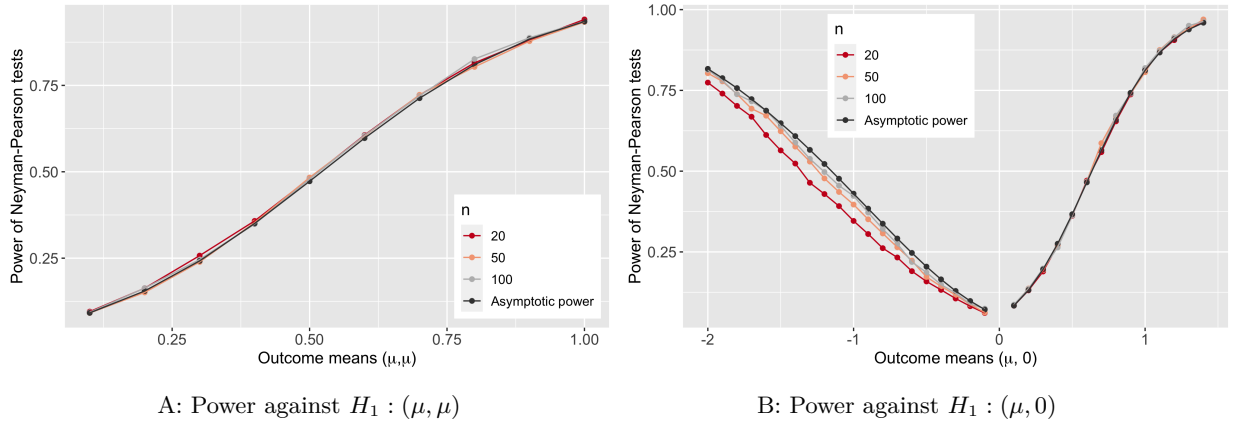 Power of Neyman-Pearson tests
0.75
0.50
0.25
0.25
0.50
0.75
1.00
Outcome means (μ,μ)
n
20
50
100
Asymptotic power
A: Power against H₁ : (μ, μ)
Power of Neyman-Pearson tests
1.00
0.75
0.50
0.25
-2
-1
0
1
Outcome means (μ, 0)
n
20
50
100
Asymptotic power
B: Power against H₁ : (μ, 0)